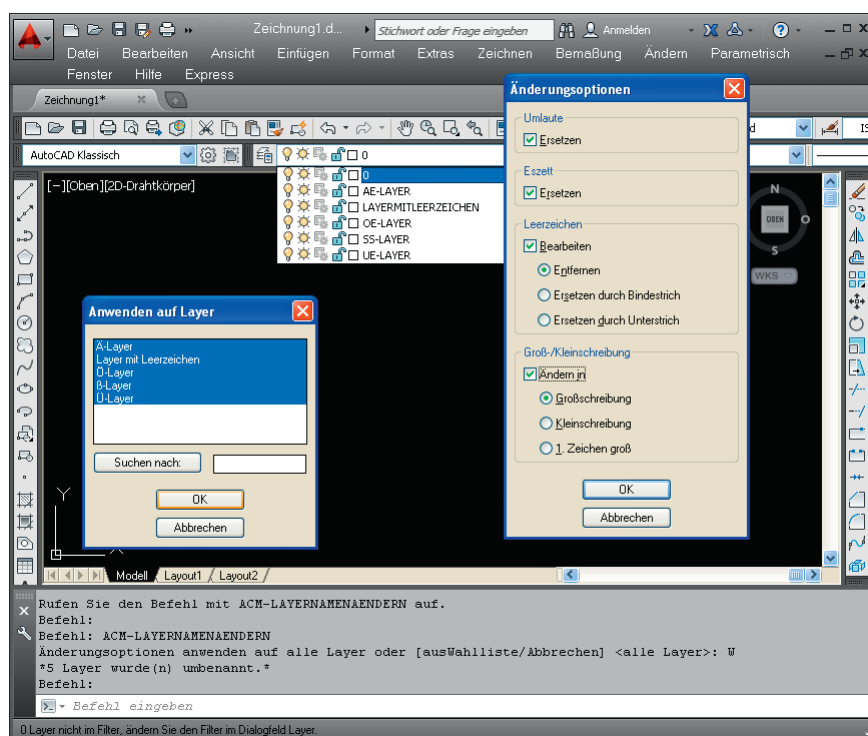 Zeichnung1.d...
Stichwort oder Frage eingeben
Anmelden
Datei Bearbeiten Ansicht Einfügen Format Extras Zeichnen Bemaßung Ändern Parametrisch
Fenster Hilfe Express
Zeichnung1*
AutoCAD Klassisch
0
IS
[–][Oben][2D-Drahtkörper]
0
AE-LAYER
LAYERMITLEERZEICHEN
OE-LAYER
SS-LAYER
UE-LAYER
N
OBEN
O
S
WKS
Änderungsoptionen
Umlaute
Ersetzen
Eszett
Ersetzen
Leerzeichen
Bearbeiten
Entfernen
Ersetzen durch Bindestrich
Ersetzen durch Unterstrich
Groß-/Kleinschreibung
Ändern in
Großschreibung
Kleinschreibung
1. Zeichen groß
OK
Abbrechen
Anwenden auf Layer
Ä-Layer
Layer mit Leerzeichen
Ö-Layer
ß-Layer
Ü-Layer
Suchen nach:
OK
Abbrechen
Y
Modell Layout1 Layout2
Rufen Sie den Befehl mit ACM-LAYERNAMENAENDERN auf.
Befehl:
Befehl: ACM-LAYERNAMENAENDERN
Änderungsoptionen anwenden auf alle Layer oder [ausWahlliste/Abbrechen] <alle Layer>: W
*5 Layer wurde(n) umbenannt.*
Befehl:
Befehl eingeben
0 Layer nicht im Filter, ändern Sie den Filter im Dialogfeld Layer.